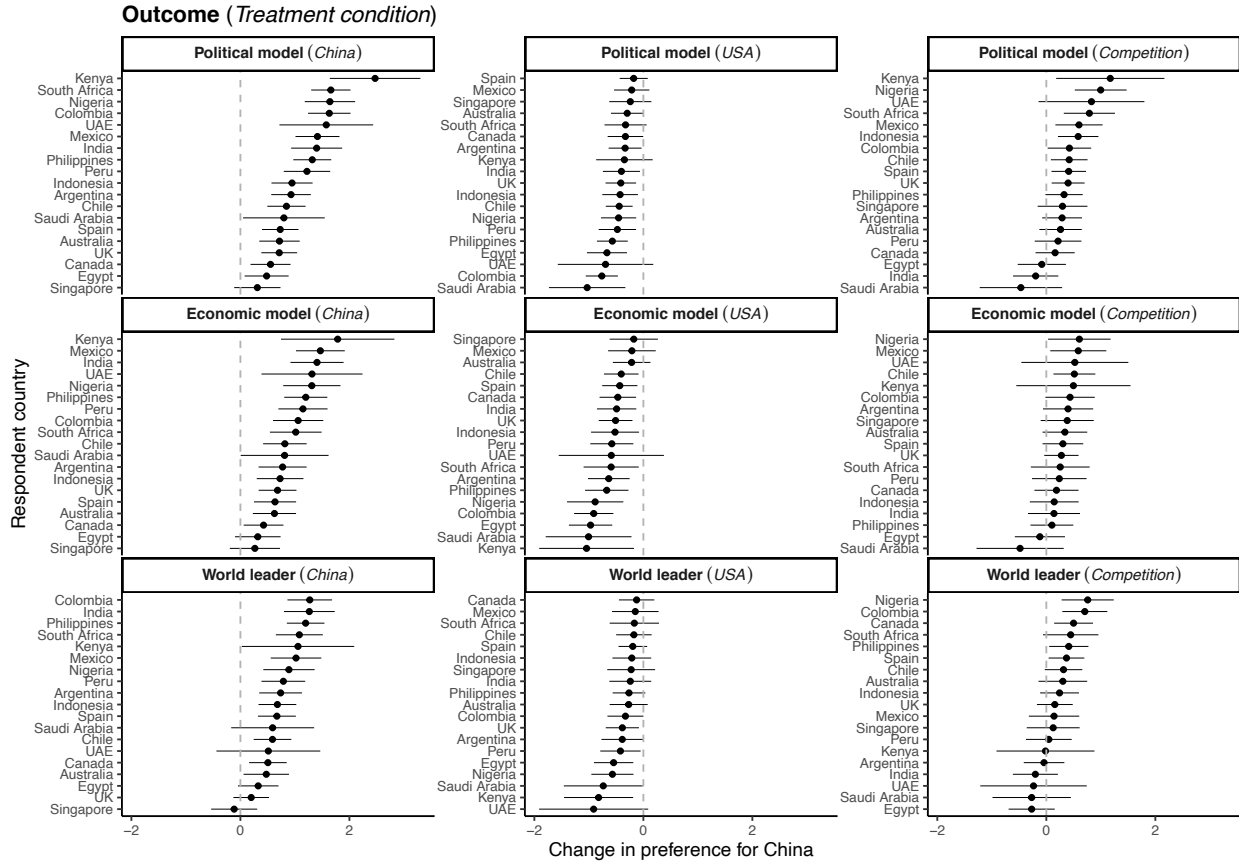 Outcome (Treatment condition)
Political model (China)
Kenya
South Africa
Nigeria
Colombia
UAE
Mexico
India
Philippines
Peru
Indonesia
Argentina
Chile
Saudi Arabia
Spain
Australia
UK
Canada
Egypt
Singapore
Political model (USA)
Spain
Mexico
Singapore
Australia
South Africa
Canada
Argentina
Kenya
India
UK
Indonesia
Chile
Nigeria
Peru
Philippines
Egypt
UAE
Colombia
Saudi Arabia
Political model (Competition)
Kenya
Nigeria
UAE
South Africa
Mexico
Indonesia
Colombia
Chile
Spain
UK
Philippines
Singapore
Argentina
Australia
Peru
Canada
Egypt
India
Saudi Arabia
Respondent country
Economic model (China)
Kenya
Mexico
India
UAE
Nigeria
Philippines
Peru
Colombia
South Africa
Chile
Saudi Arabia
Argentina
Indonesia
UK
Spain
Australia
Canada
Egypt
Singapore
Economic model (USA)
Singapore
Mexico
Australia
Chile
Spain
Canada
India
UK
Indonesia
Peru
UAE
South Africa
Argentina
Philippines
Nigeria
Colombia
Egypt
Saudi Arabia
Kenya
Economic model (Competition)
Nigeria
Mexico
UAE
Chile
Kenya
Colombia
Argentina
Singapore
Australia
Spain
UK
South Africa
Peru
Canada
Indonesia
India
Philippines
Egypt
Saudi Arabia
World leader (China)
Colombia
India
Philippines
South Africa
Kenya
Mexico
Nigeria
Peru
Argentina
Indonesia
Spain
Saudi Arabia
Chile
UAE
Canada
Australia
Egypt
UK
Singapore
−2 0 2
World leader (USA)
Canada
Mexico
South Africa
Chile
Spain
Indonesia
Singapore
India
Philippines
Australia
Colombia
UK
Argentina
Peru
Egypt
Nigeria
Saudi Arabia
Kenya
UAE
−2 0 2
World leader (Competition)
Nigeria
Colombia
Canada
South Africa
Philippines
Spain
Chile
Australia
Indonesia
UK
Mexico
Singapore
Peru
Kenya
Argentina
India
UAE
Saudi Arabia
Egypt
−2 0 2
Change in preference for China